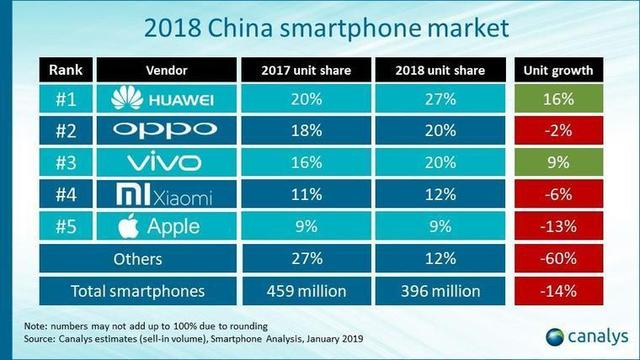 2018 China smartphone market
Rank Vendor 2017 unit share 2018 unit share Unit growth
#1 HUAWEI 20% 27% 16%
#2 oppo 18% 20% -2%
#3 vivo 16% 20% 9%
#4 MI Xiaomi 11% 12% -6%
#5 Apple 9% 9% -13%
Others 27% 12% -60%
Total smartphones 459 million 396 million -14%
Note: numbers may not add up to 100% due to rounding
Source: Canalys estimates (sell-in volume), Smartphone Analysis, January 2019
canalys